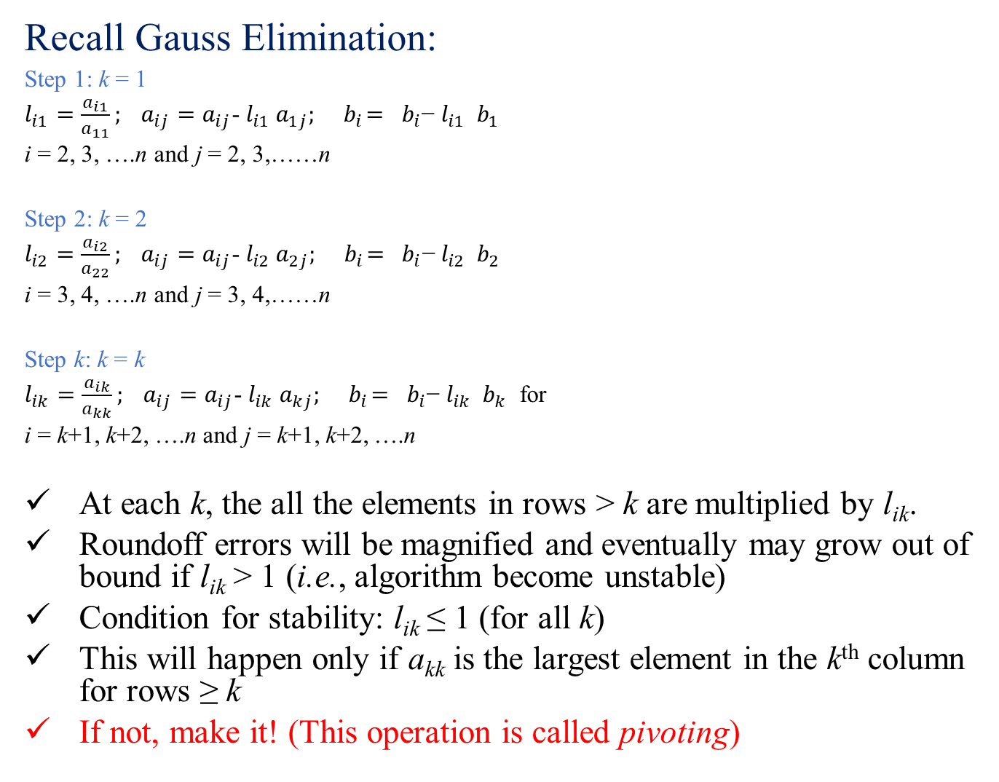 Recall Gauss Elimination:
Step 1: k = 1
l_{i1} = \frac{a_{i1}}{a_{11}}; a_{ij} = a_{ij}- l_{i1} a_{1j}; b_i = b_i− l_{i1} b_1
i = 2, 3, ….n and j = 2, 3,……n
Step 2: k = 2
l_{i2} = \frac{a_{i2}}{a_{22}}; a_{ij} = a_{ij}- l_{i2} a_{2j}; b_i = b_i− l_{i2} b_2
i = 3, 4, ….n and j = 3, 4,……n
Step k: k = k
l_{ik} = \frac{a_{ik}}{a_{kk}}; a_{ij} = a_{ij}- l_{ik} a_{kj}; b_i = b_i− l_{ik} b_k for
i = k+1, k+2, ….n and j = k+1, k+2, ….n
✓ At each k, the all the elements in rows > k are multiplied by l_{ik}.
✓ Roundoff errors will be magnified and eventually may grow out of
bound if l_{ik} > 1 (i.e., algorithm become unstable)
✓ Condition for stability: l_{ik} ≤ 1 (for all k)
✓ This will happen only if a_{kk} is the largest element in the k^{th} column
for rows ≥ k
✓ If not, make it! (This operation is called pivoting)